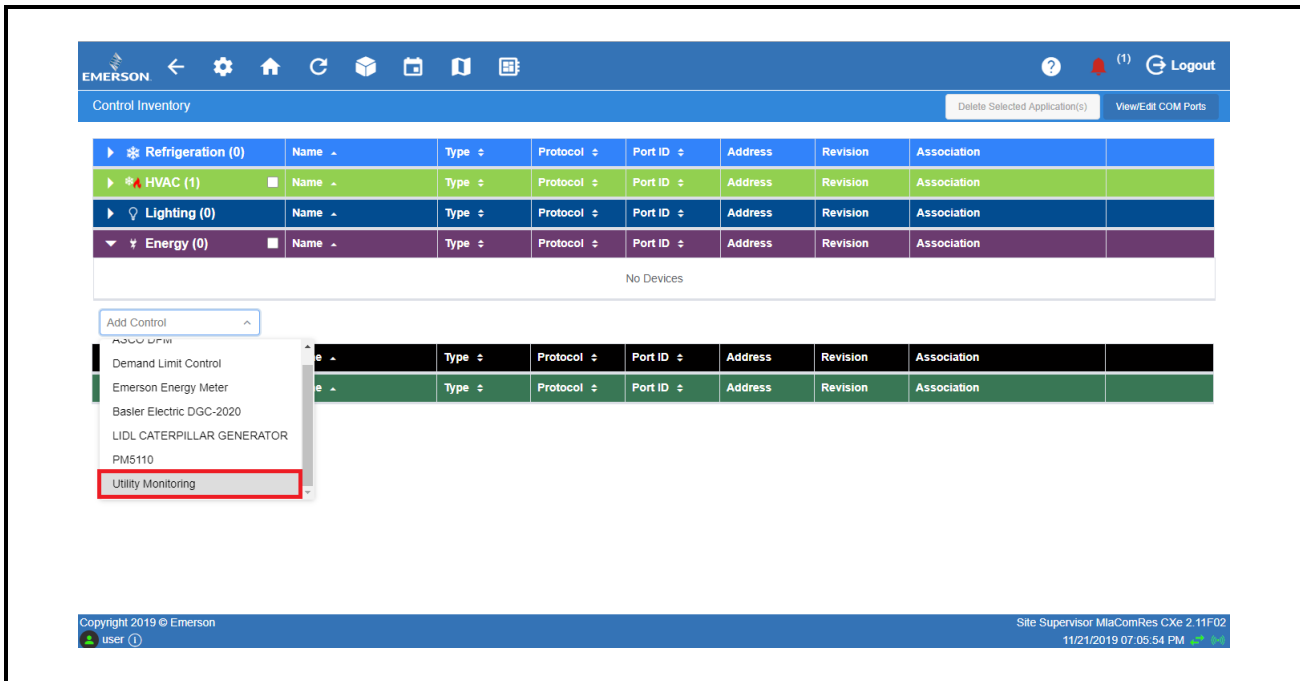 EMERSON.
(1) Logout
Control Inventory
Delete Selected Application(s) View/Edit COM Ports
Refrigeration (0) Name Type Protocol Port ID Address Revision Association
HVAC (1) Name Type Protocol Port ID Address Revision Association
Lighting (0) Name Type Protocol Port ID Address Revision Association
Energy (0) Name Type Protocol Port ID Address Revision Association
No Devices
Add Control
ASCO DPM
Type Protocol Port ID Address Revision Association
Demand Limit Control
Emerson Energy Meter
Type Protocol Port ID Address Revision Association
Basler Electric DGC-2020
LIDL CATERPILLAR GENERATOR
PM5110
Utility Monitoring
Copyright 2019 © Emerson
Site Supervisor MlaComRes CXe 2.11F02
user
11/21/2019 07:05:54 PM